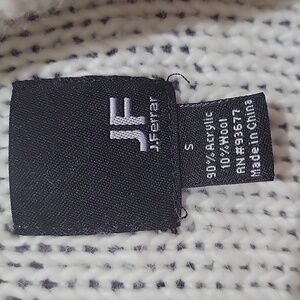 JF
J.Ferrar
S
90% Acrylic
10% Wool
RN #93677
Made in China